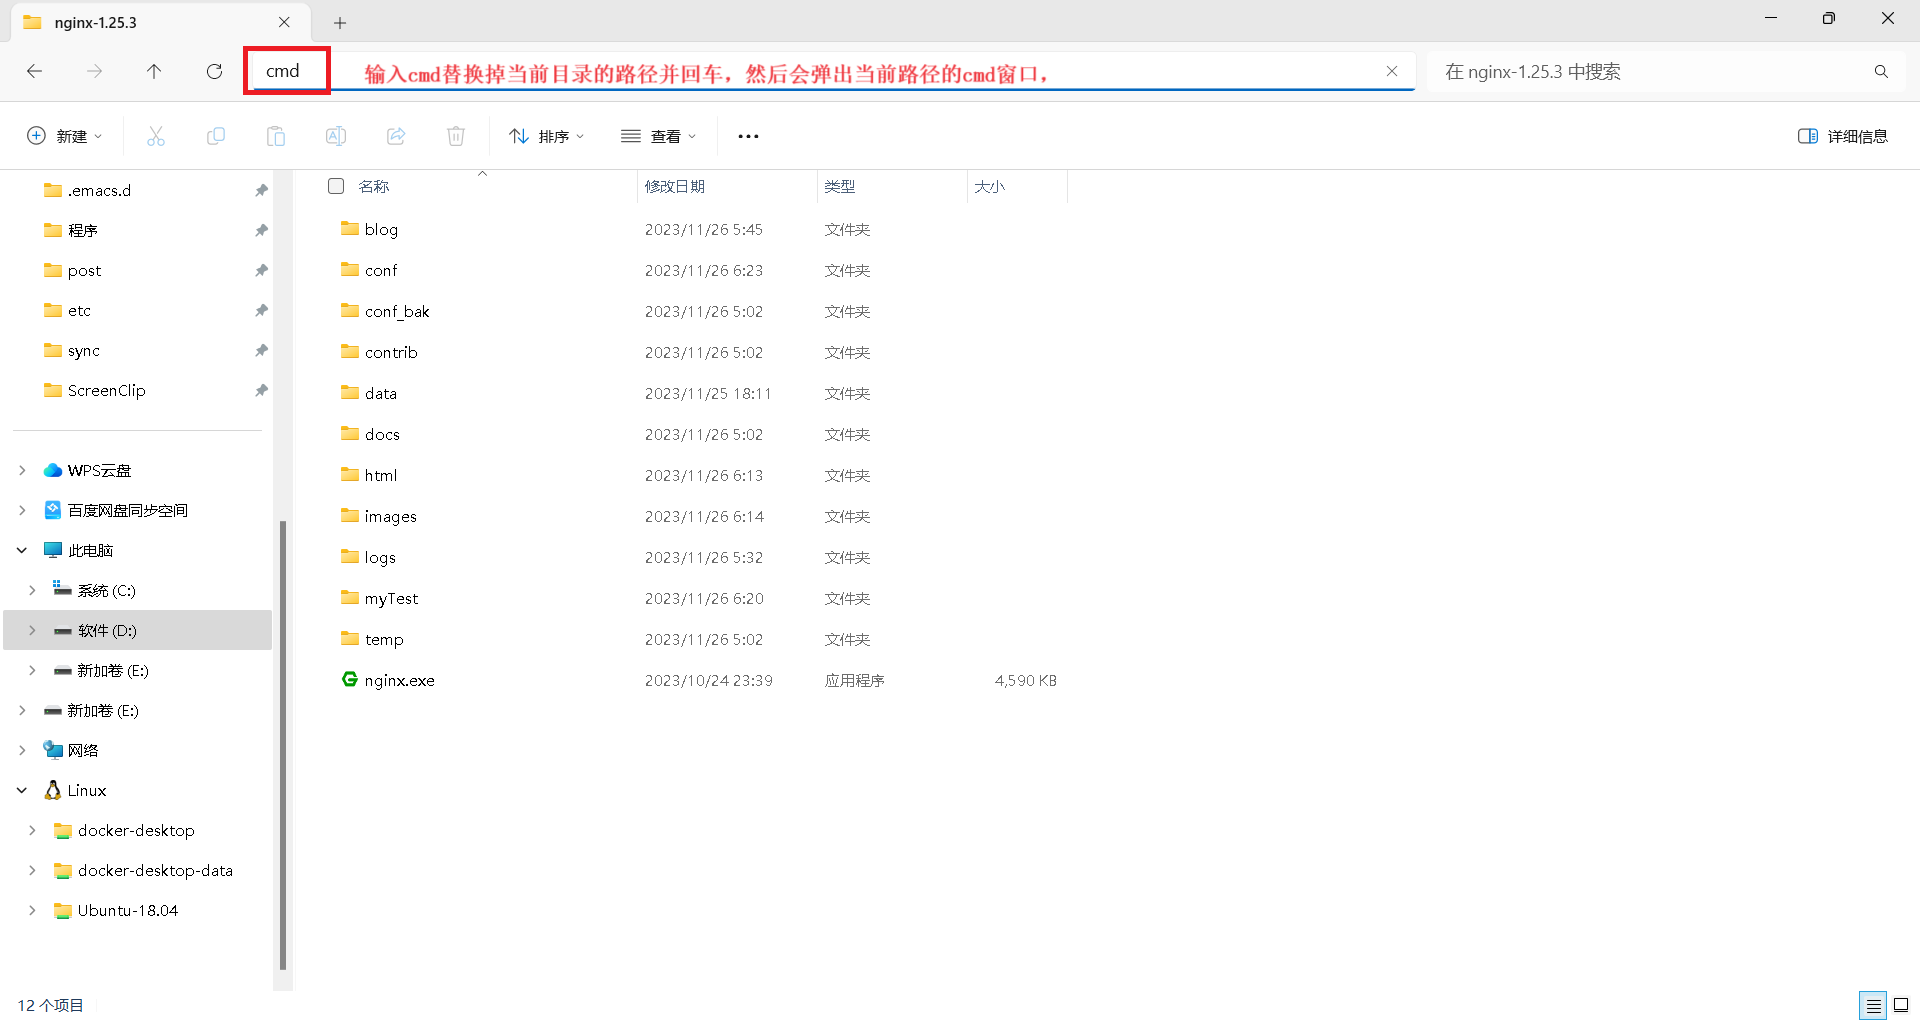 nginx-1.25.3
cmd
输入cmd替换掉当前目录的路径并回车，然后会弹出当前路径的cmd窗口，
在 nginx-1.25.3 中搜索
新建
排序
查看
详细信息
.emacs.d
程序
post
etc
sync
ScreenClip
WPS云盘
百度网盘同步空间
此电脑
系统 (C:)
软件 (D:)
新加卷 (E:)
新加卷 (E:)
网络
Linux
docker-desktop
docker-desktop-data
Ubuntu-18.04
名称 修改日期 类型 大小
blog 2023/11/26 5:45 文件夹
conf 2023/11/26 6:23 文件夹
conf_bak 2023/11/26 5:02 文件夹
contrib 2023/11/26 5:02 文件夹
data 2023/11/25 18:11 文件夹
docs 2023/11/26 5:02 文件夹
html 2023/11/26 6:13 文件夹
images 2023/11/26 6:14 文件夹
logs 2023/11/26 5:32 文件夹
myTest 2023/11/26 6:20 文件夹
temp 2023/11/26 5:02 文件夹
nginx.exe 2023/10/24 23:39 应用程序 4,590 KB
12 个项目